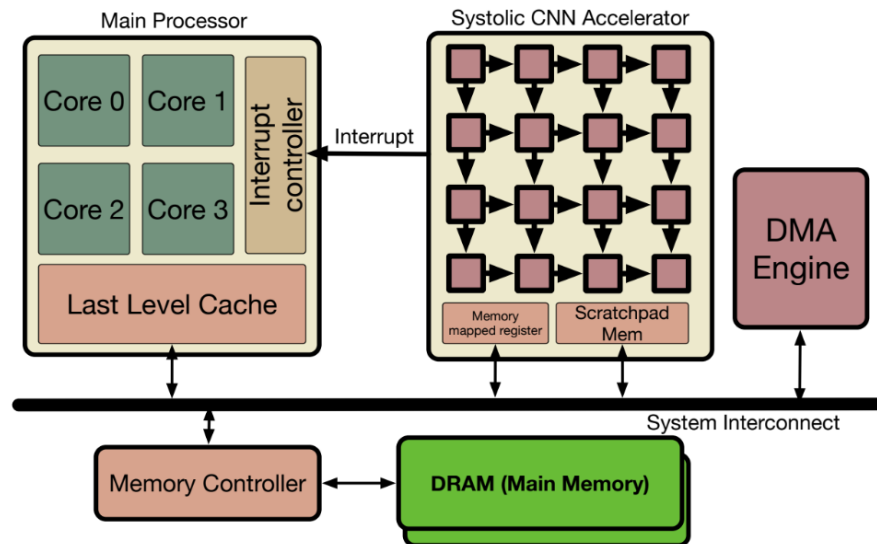 Main Processor
Systolic CNN Accelerator
Core 0
Core 1
Interrupt
controller
Interrupt
Core 2
Core 3
DMA
Engine
Last Level Cache
Memory
mapped register
Scratchpad
Mem
System Interconnect
Memory Controller
DRAM (Main Memory)